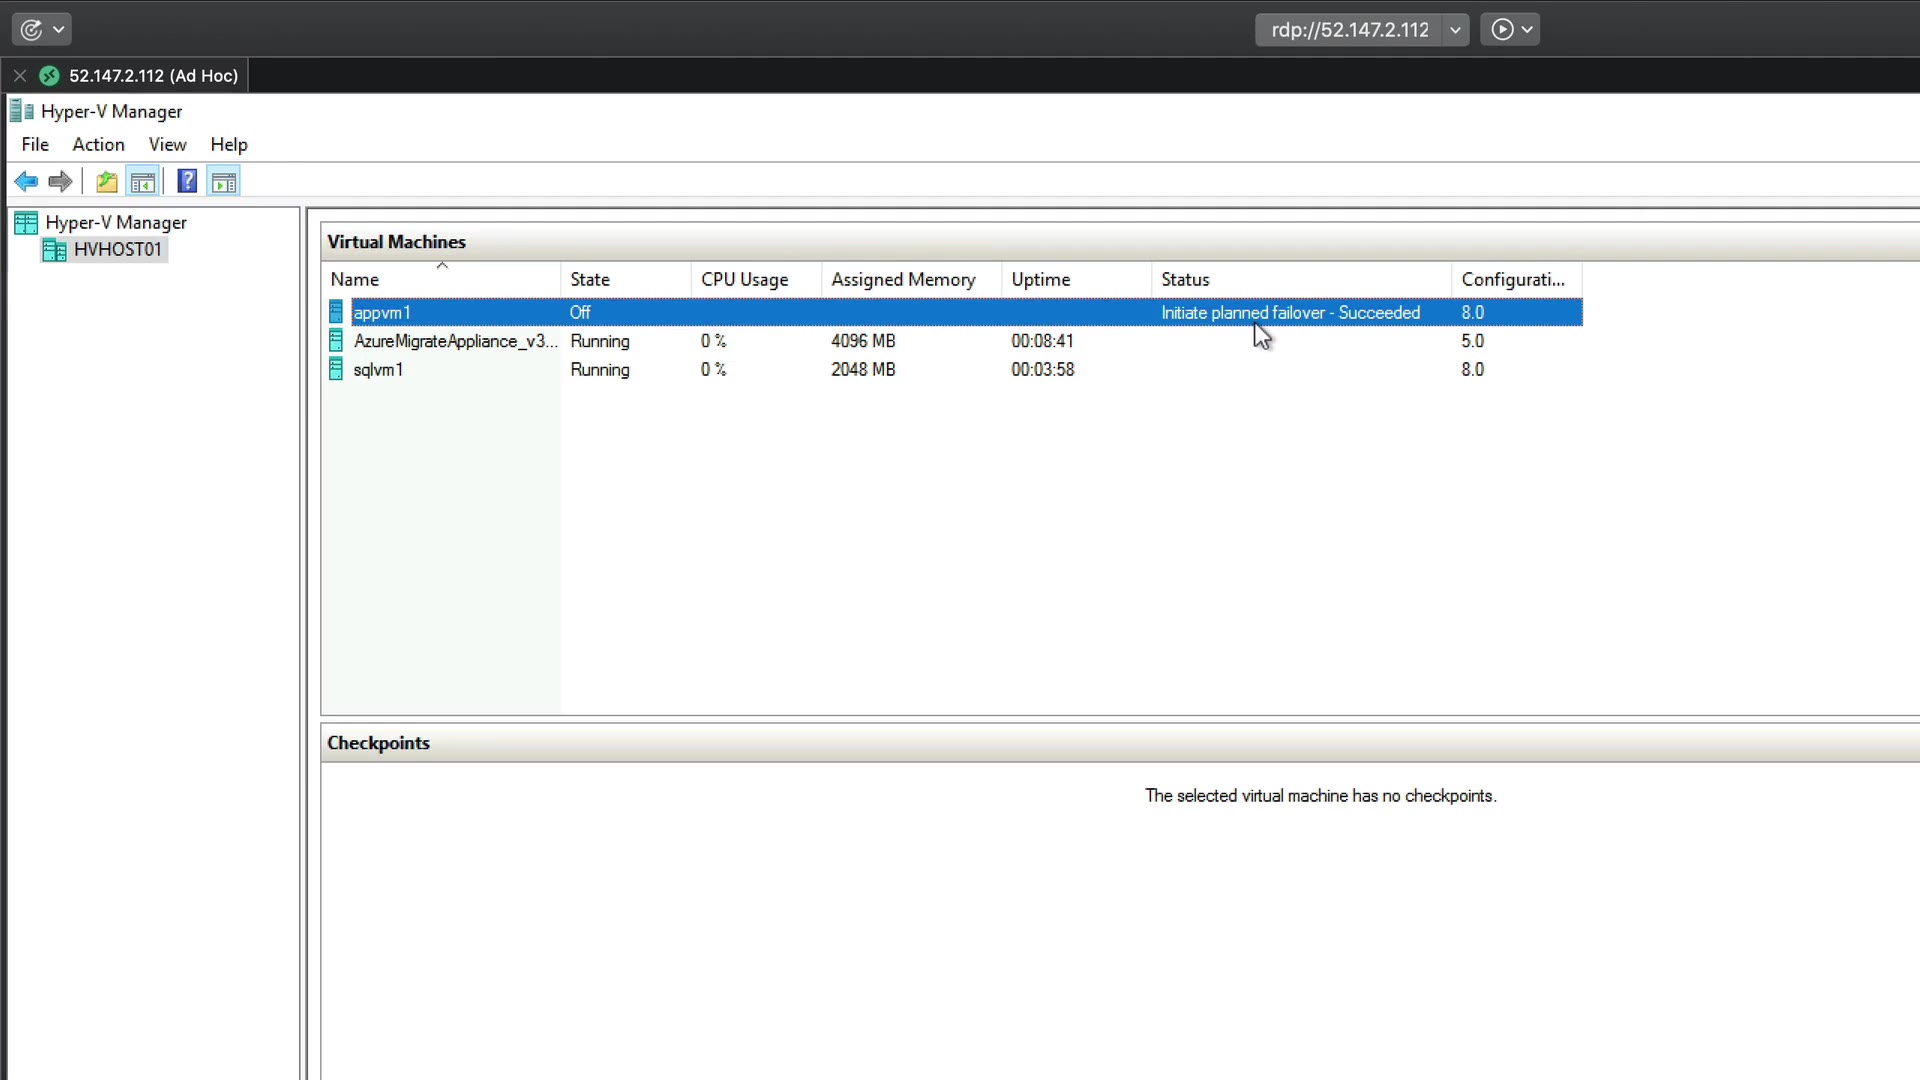 rdp://52.147.2.112
52.147.2.112 (Ad Hoc)
Hyper-V Manager
File Action View Help
Hyper-V Manager
HVHOST01
Virtual Machines
Name State CPU Usage Assigned Memory Uptime Status Configurati...
appvm1 Off Initiate planned failover - Succeeded 8.0
AzureMigrateAppliance_v3... Running 0 % 4096 MB 00:08:41 5.0
sqlvm1 Running 0 % 2048 MB 00:03:58 8.0
Checkpoints
The selected virtual machine has no checkpoints.